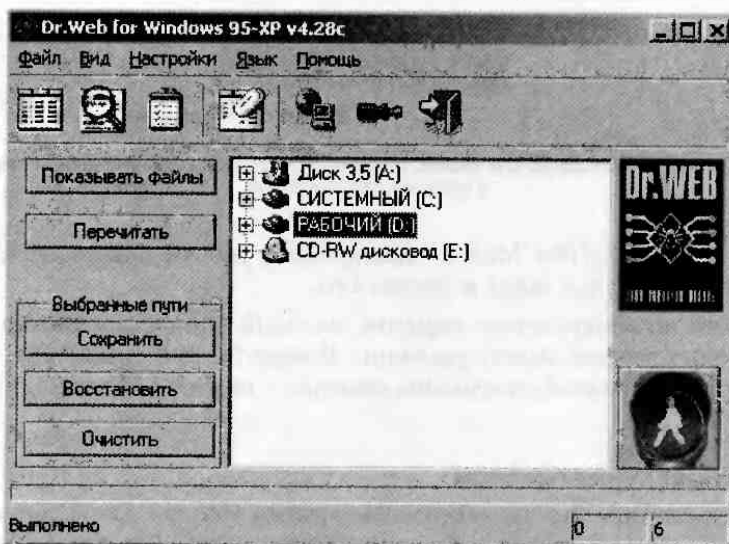 Dr.Web for Windows 95-XP v4.28c
Файл Вид Настройки Язык Помощь
Показывать файлы
Перечитать
Выбранные пути
Сохранить
Восстановить
Очистить
Диск 3,5 (A:)
СИСТЕМНЫЙ (C:)
РАБОЧИЙ (D:)
CD-RW дисковод (E:)
Dr.WEB
Выполнено
0 6